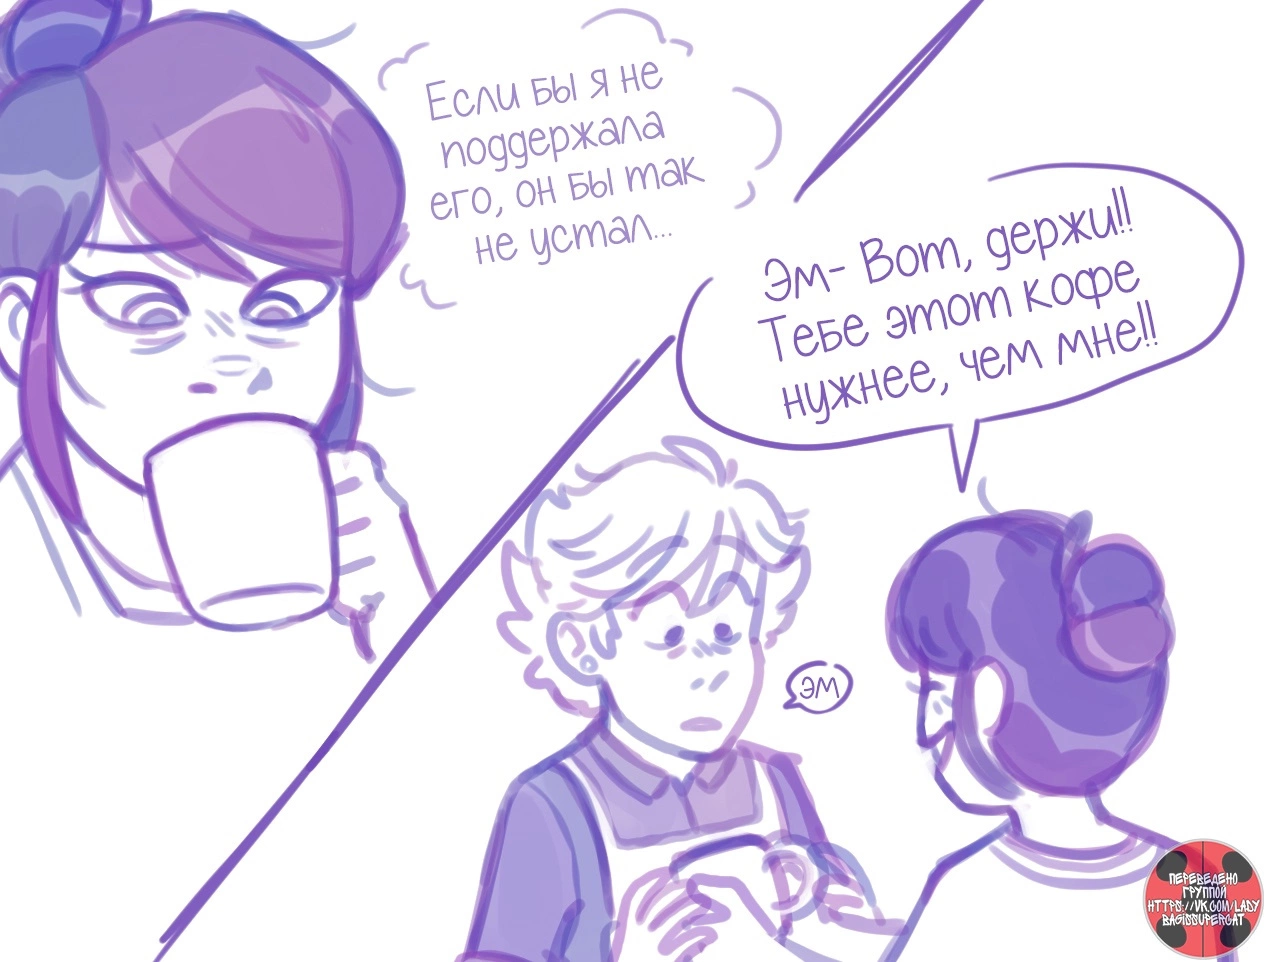 Если бы я не
поддержала
его, он бы так
не устал...
Эм- Вот, держи!!
Тебе этот кофе
нужнее, чем мне!!
эм
ПЕРЕВЕДЕНО
ГРУППОЙ
HTTPS://VK.COM/LADY
BAGISSUPERCAT